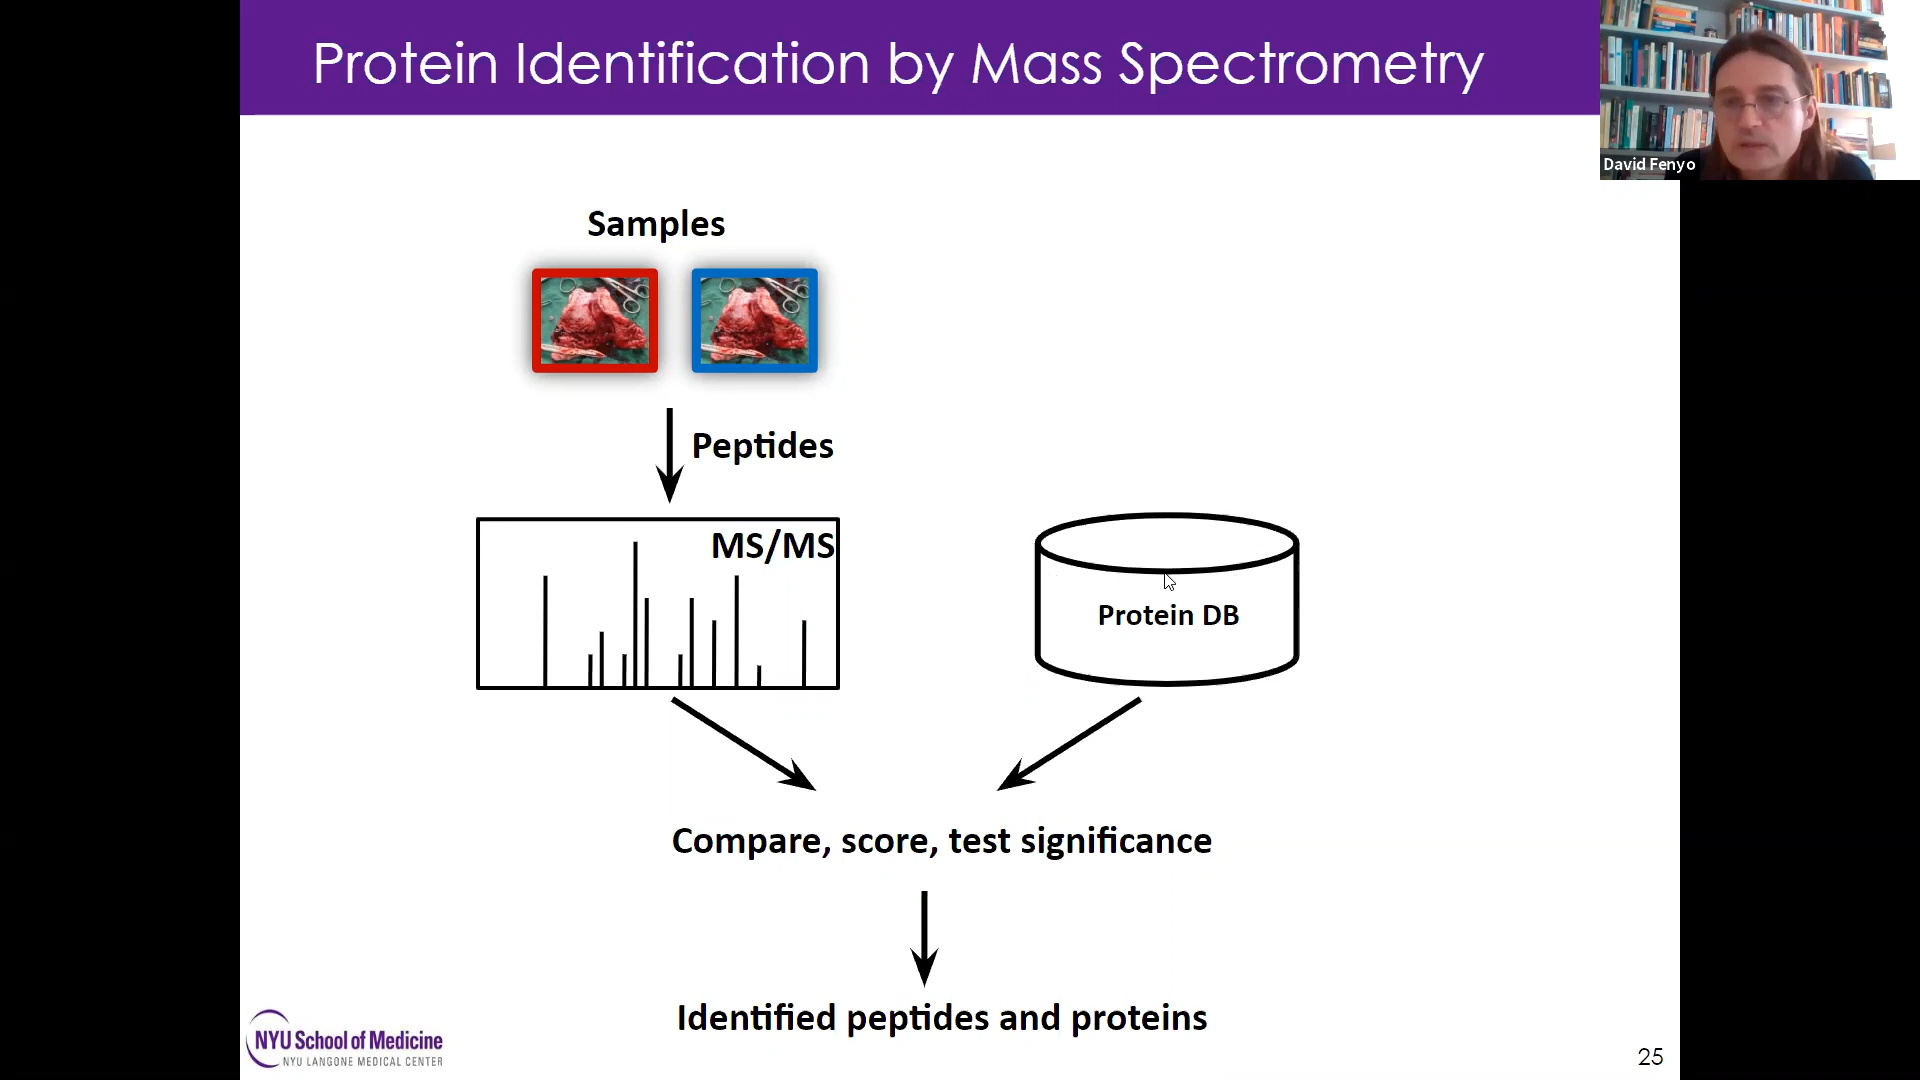 Protein Identification by Mass Spectrometry
David Fenyo
Samples
Peptides
MS/MS
Protein DB
Compare, score, test significance
Identified peptides and proteins
NYU School of Medicine
NYU LANGONE MEDICAL CENTER
25